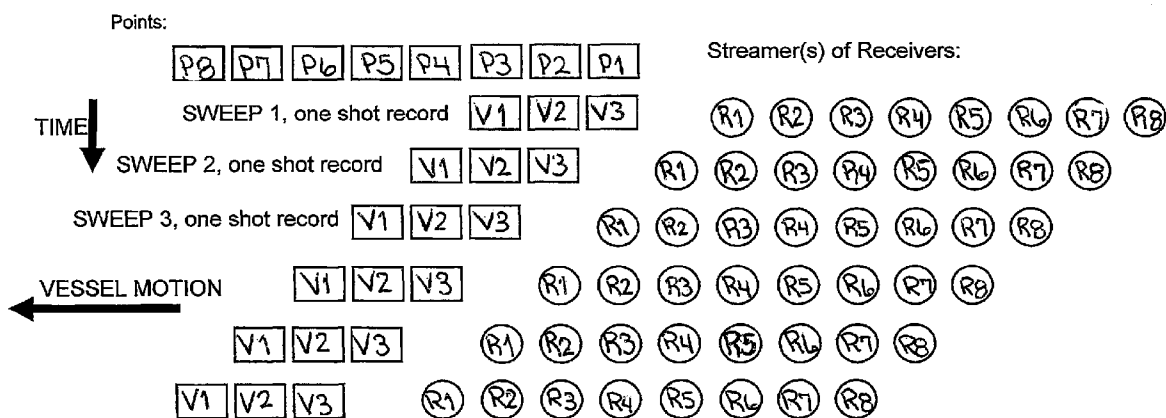 Points:
Streamer(s) of Receivers:
P8 P7 P6 P5 P4 P3 P2 P1
TIME
SWEEP 1, one shot record V1 V2 V3 R1 R2 R3 R4 R5 R6 R7 R8
SWEEP 2, one shot record V1 V2 V3 R1 R2 R3 R4 R5 R6 R7 R8
SWEEP 3, one shot record V1 V2 V3 R1 R2 R3 R4 R5 R6 R7 R8
VESSEL MOTION V1 V2 V3 R1 R2 R3 R4 R5 R6 R7 R8
V1 V2 V3 R1 R2 R3 R4 R5 R6 R7 R8
V1 V2 V3 R1 R2 R3 R4 R5 R6 R7 R8